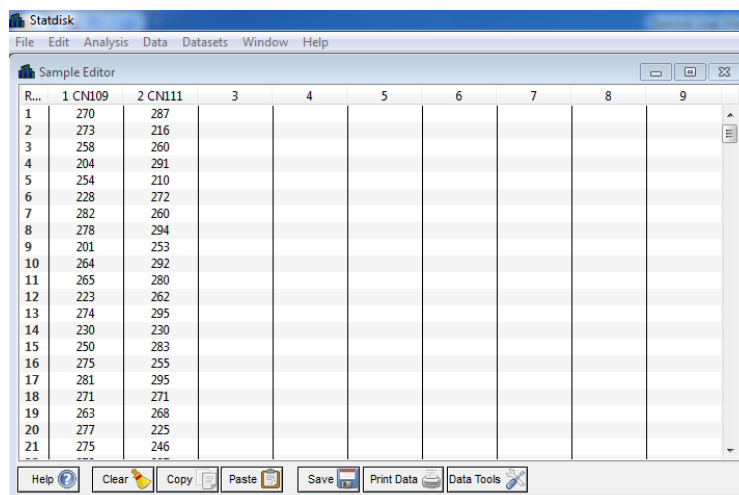 Statdisk
File Edit Analysis Data Datasets Window Help
Sample Editor
R... 1 CN109 2 CN111 3 4 5 6 7 8 9
1 270 287
2 273 216
3 258 260
4 204 291
5 254 210
6 228 272
7 282 260
8 278 294
9 201 253
10 264 292
11 265 280
12 223 262
13 274 295
14 230 230
15 250 283
16 275 255
17 281 295
18 271 271
19 263 268
20 277 225
21 275 246
Help Clear Copy Paste Save Print Data Data Tools